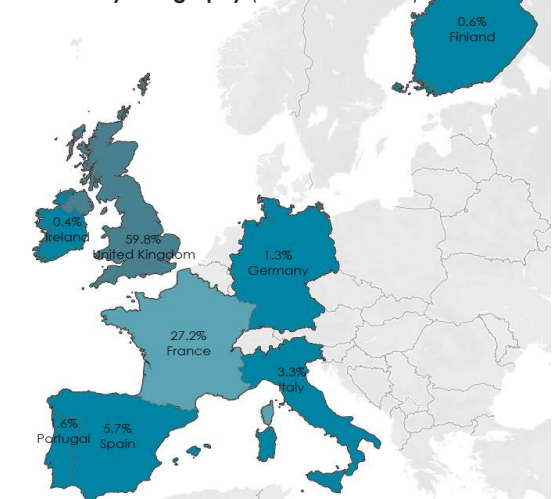 0.6%
Finland
0.4%
Ireland
59.8%
United Kingdom
1.3%
Germany
27.2%
France
3.3%
Italy
.6%
Portugal
5.7%
Spain